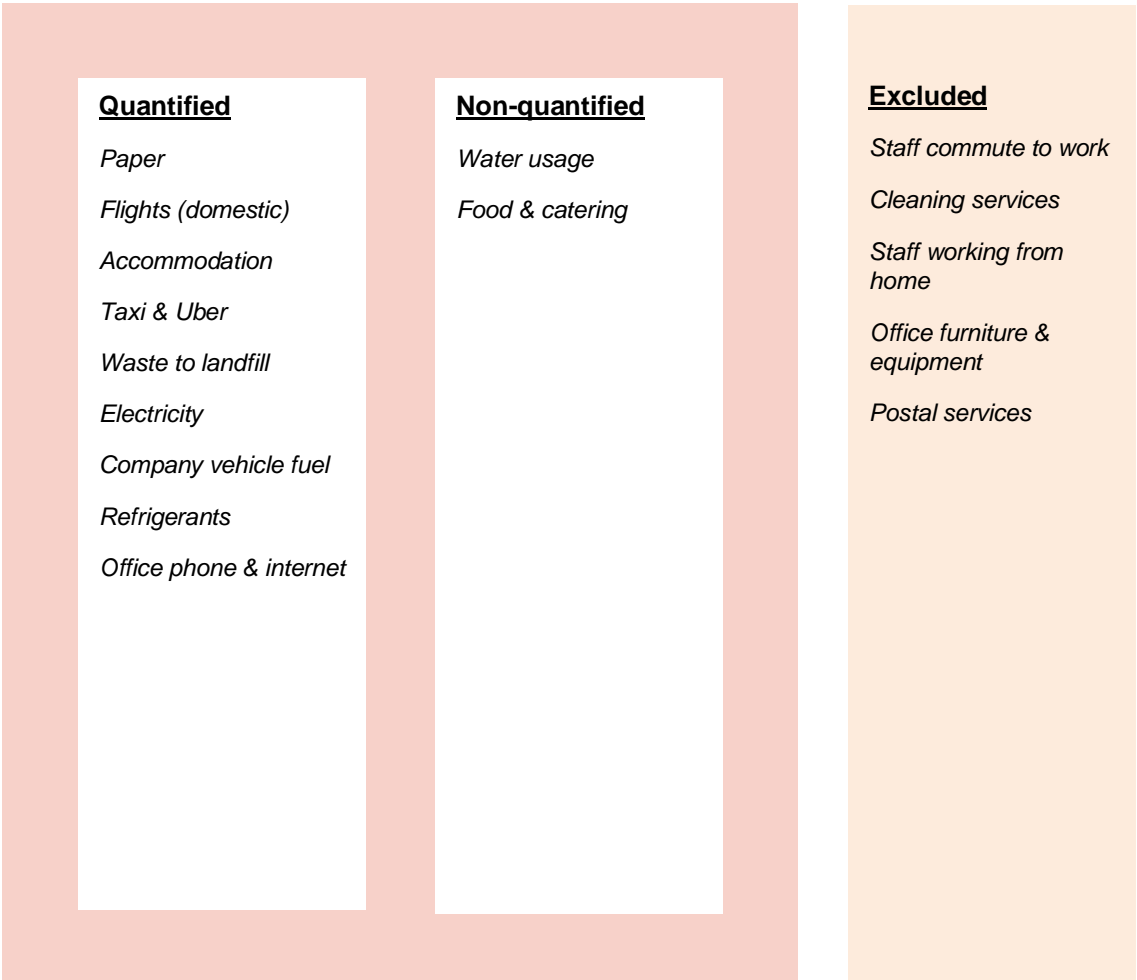 Quantified
Paper
Flights (domestic)
Accommodation
Taxi & Uber
Waste to landfill
Electricity
Company vehicle fuel
Refrigerants
Office phone & internet
Non-quantified
Water usage
Food & catering
Excluded
Staff commute to work
Cleaning services
Staff working from
home
Office furniture &
equipment
Postal services